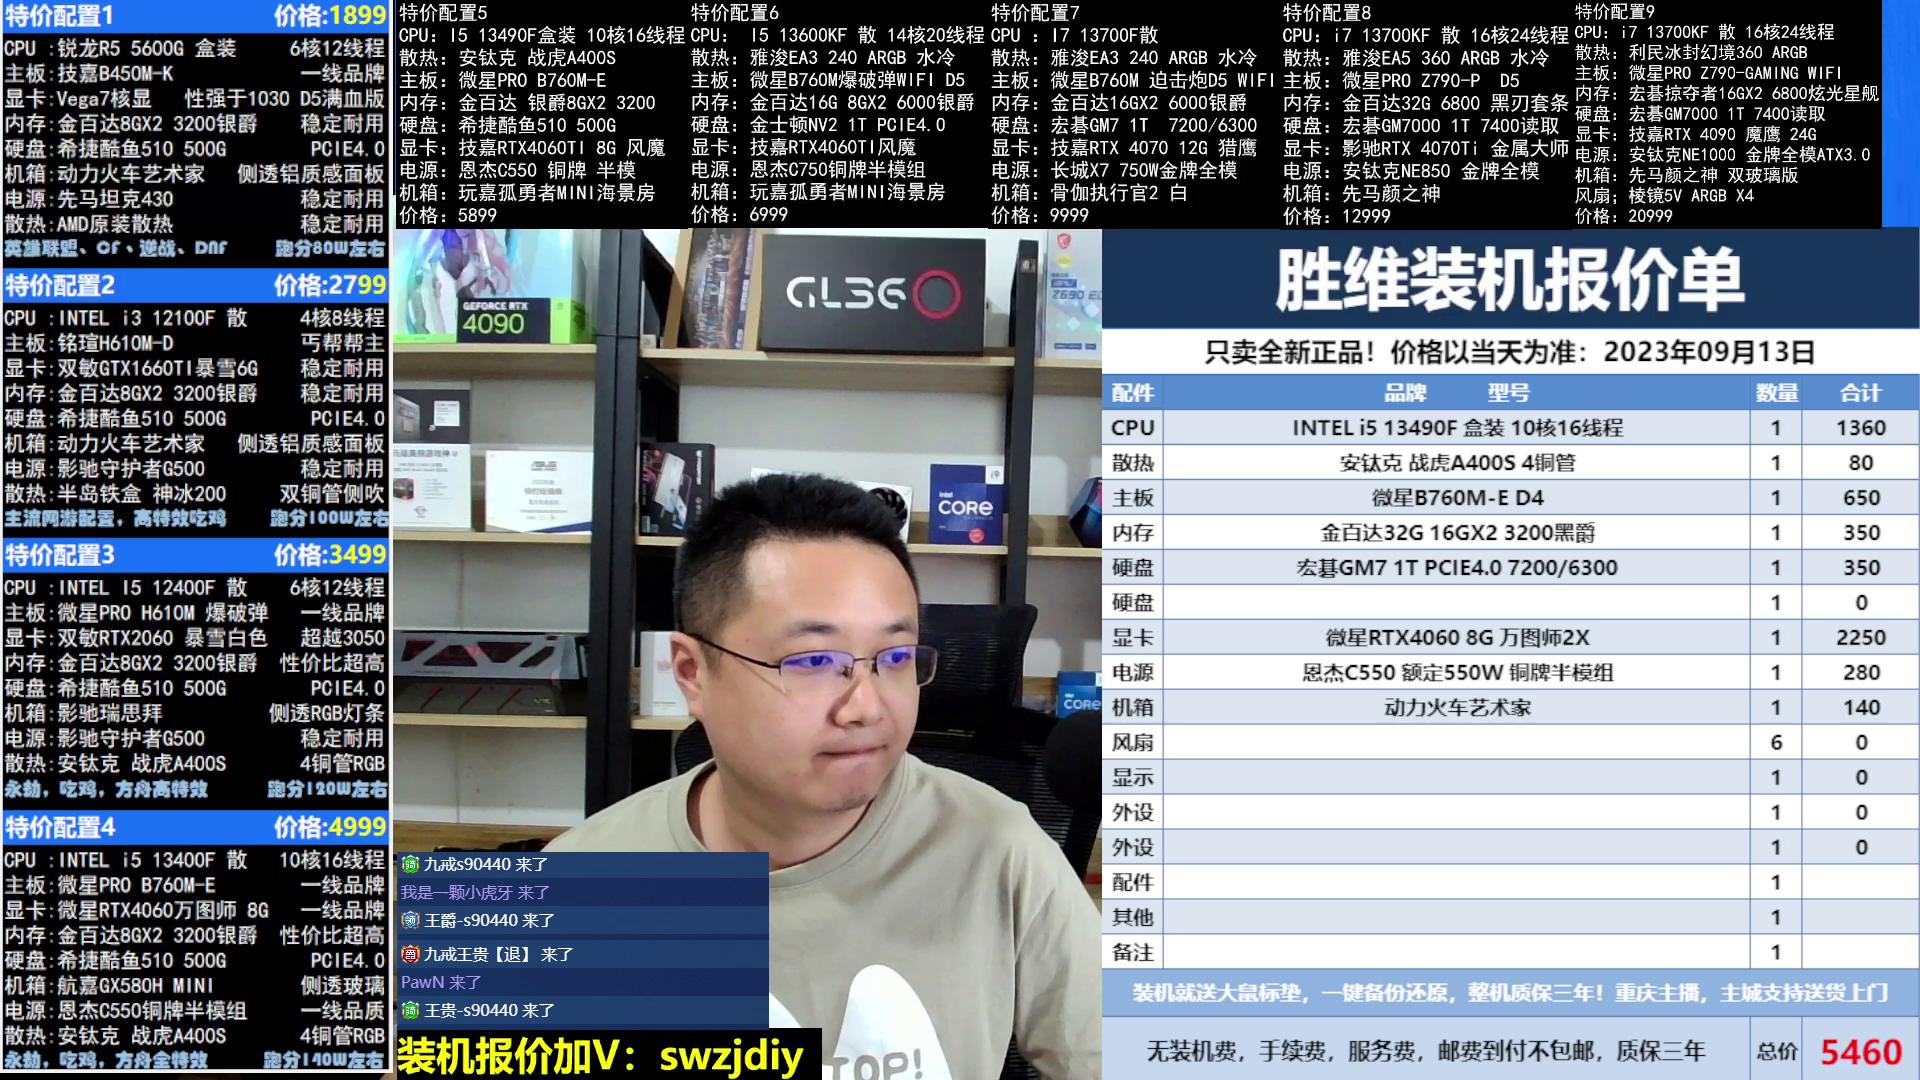 特价配置1 价格:1899
CPU :锐龙R5 5600G 盒装 6核12线程
主板:技嘉B450M-K 一线品牌
显卡:Vega7核显 性强于1030 D5满血版
内存:金百达8GX2 3200银爵 稳定耐用
硬盘:希捷酷鱼510 500G PCIE4.0
机箱:动力火车艺术家 侧透铝质感面板
电源:先马坦克430 稳定耐用
散热:AMD原装散热 稳定耐用
英雄联盟、CF、逆战、DNF 跑分80W左右
特价配置2 价格:2799
CPU :INTEL i3 12100F 散 4核8线程
主板:铭瑄H610M-D 丐帮帮主
显卡:双敏GTX1660TI暴雪6G 稳定耐用
内存:金百达8GX2 3200银爵 稳定耐用
硬盘:希捷酷鱼510 500G PCIE4.0
机箱:动力火车艺术家 侧透铝质感面板
电源:影驰守护者G500 稳定耐用
散热:半岛铁盒 神冰200 双铜管侧吹
主流网游配置，高特效吃鸡 跑分100W左右
特价配置3 价格:3499
CPU :INTEL I5 12400F 散 6核12线程
主板:微星PRO H610M 爆破弹 一线品牌
显卡:双敏RTX2060 暴雪白色 超越3050
内存:金百达8GX2 3200银爵 性价比超高
硬盘:希捷酷鱼510 500G PCIE4.0
机箱:影驰瑞思拜 侧透RGB灯条
电源:影驰守护者G500 稳定耐用
散热:安钛克 战虎A400S 4铜管RGB
永劫，吃鸡，方舟高特效 跑分120W左右
特价配置4 价格:4999
CPU :INTEL i5 13400F 散 10核16线程
主板:微星PRO B760M-E 一线品牌
显卡:微星RTX4060万图师 8G 一线品牌
内存:金百达8GX2 3200银爵 性价比超高
硬盘:希捷酷鱼510 500G PCIE4.0
机箱:航嘉GX580H MINI 侧透玻璃
电源:恩杰C550铜牌半模组 一线品质
散热:安钛克 战虎A400S 4铜管RGB
永劫，吃鸡，方舟全特效 跑分140W左右
特价配置5
CPU: I5 13490F盒装 10核16线程
散热: 安钛克 战虎A400S
主板: 微星PRO B760M-E
内存: 金百达 银爵8GX2 3200
硬盘: 希捷酷鱼510 500G
显卡: 技嘉RTX4060TI 8G 风魔
电源: 恩杰C550 铜牌 半模
机箱: 玩嘉孤勇者MINI海景房
价格: 5899
特价配置6
CPU: I5 13600KF 散 14核20线程
散热: 雅浚EA3 240 ARGB 水冷
主板: 微星B760M爆破弹WIFI D5
内存: 金百达16G 8GX2 6000银爵
硬盘: 金士顿NV2 1T PCIE4.0
显卡: 技嘉RTX4060TI风魔
电源: 恩杰C750铜牌半模组
机箱: 玩嘉孤勇者MINI海景房
价格: 6999
特价配置7
CPU : I7 13700F散
散热: 雅浚EA3 240 ARGB 水冷
主板: 微星B760M 迫击炮D5 WIFI
内存: 金百达16GX2 6000银爵
硬盘: 宏碁GM7 1T 7200/6300
显卡: 技嘉RTX 4070 12G 猎鹰
电源: 长城X7 750W金牌全模
机箱: 骨伽执行官2 白
价格: 9999
特价配置8
CPU: i7 13700KF 散 16核24线程
散热: 雅浚EA5 360 ARGB 水冷
主板: 微星PRO Z790-P D5
内存: 金百达32G 6800 黑刃套条
硬盘: 宏碁GM7000 1T 7400读取
显卡: 影驰RTX 4070Ti 金属大师
电源: 安钛克NE850 金牌全模
机箱: 先马颜之神
价格: 12999
特价配置9
CPU: i7 13700KF 散 16核24线程
散热: 利民冰封幻境360 ARGB
主板: 微星PRO Z790-GAMING WIFI
内存: 宏碁掠夺者16GX2 6800炫光星舰
硬盘: 宏碁GM7000 1T 7400读取
显卡: 技嘉RTX 4090 魔鹰 24G
电源: 安钛克NE1000 金牌全模ATX3.0
机箱: 先马颜之神 双玻璃版
风扇; 棱镜5V ARGB X4
价格: 20999
GEFORCE RTX
4090
GL360
Z690
intel
CORE
i9
intel
CORE
TOP!
九戒s90440 来了
我是一颗小虎牙 来了
王爵-s90440 来了
九戒王贵【退】 来了
PawN 来了
王贵-s90440 来了
装机报价加V: swzjdiy
胜维装机报价单
只卖全新正品！价格以当天为准：2023年09月13日
配件 品牌 型号 数量 合计
CPU INTEL i5 13490F 盒装 10核16线程 1 1360
散热 安钛克 战虎A400S 4铜管 1 80
主板 微星B760M-E D4 1 650
内存 金百达32G 16GX2 3200黑爵 1 350
硬盘 宏碁GM7 1T PCIE4.0 7200/6300 1 350
硬盘 1 0
显卡 微星RTX4060 8G 万图师2X 1 2250
电源 恩杰C550 额定550W 铜牌半模组 1 280
机箱 动力火车艺术家 1 140
风扇 6 0
显示 1 0
外设 1 0
外设 1 0
配件 1
其他 1
备注 1
装机就送大鼠标垫，一键备份还原，整机质保三年！重庆主播，主城支持送货上门
无装机费，手续费，服务费，邮费到付不包邮，质保三年 总价 5460